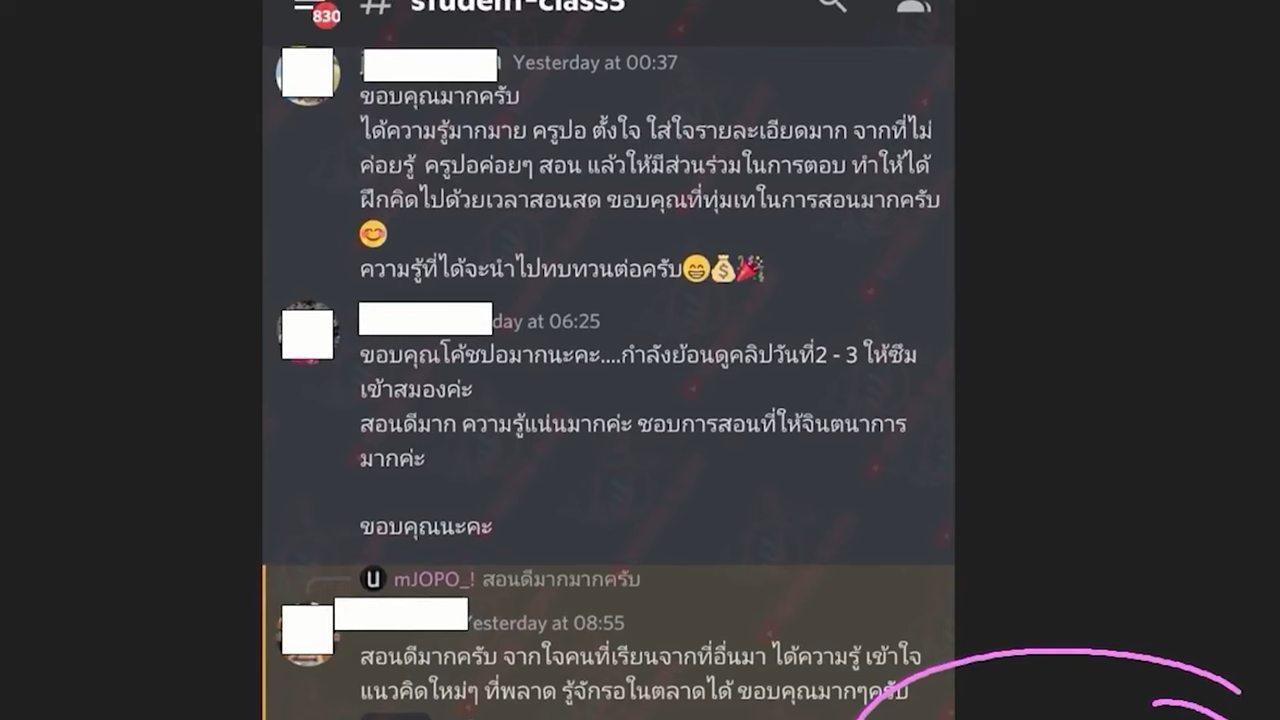 830
# student-class5
Yesterday at 00:37
ขอบคุณมากครับ
ได้ความรู้มากมาย ครูปอ ตั้งใจ ใส่ใจรายละเอียดมาก จากที่ไม่
ค่อยรู้ ครูปอค่อยๆ สอน แล้วให้มีส่วนร่วมในการตอบ ทำให้ได้
ฝึกคิดไปด้วยเวลาสอนสด ขอบคุณที่ทุ่มเทในการสอนมากครับ
😊
ความรู้ที่ได้จะนำไปทบทวนต่อครับ😁💰🎉
day at 06:25
ขอบคุณโค้ชปอมากนะคะ....กำลังย้อนดูคลิปวันที่2 - 3 ให้ซึม
เข้าสมองค่ะ
สอนดีมาก ความรู้แน่นมากค่ะ ชอบการสอนที่ให้จินตนาการ
มากค่ะ
ขอบคุณนะคะ
mJOPO_! สอนดีมากมากครับ
Yesterday at 08:55
สอนดีมากครับ จากใจคนที่เรียนจากที่อื่นมา ได้ความรู้ เข้าใจ
แนวคิดใหม่ๆ ที่พลาด รู้จักรอในตลาดได้ ขอบคุณมากๆครับ